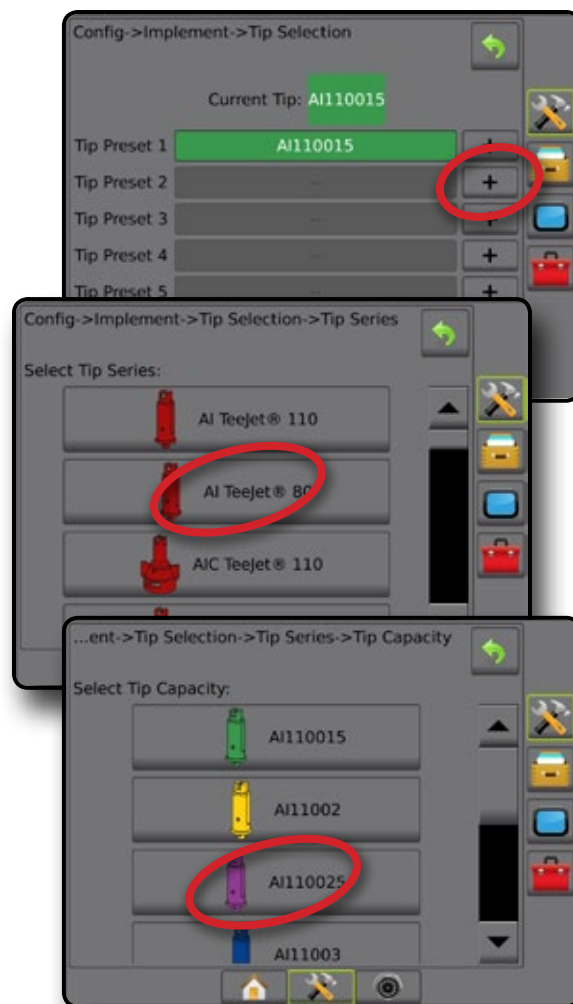 Config->Implement->Tip Selection
Current Tip: AI110015
Tip Preset 1 AI110015 +
Tip Preset 2 -- +
Tip Preset 3 -- +
Tip Preset 4 -- +
Tip Preset 5 -- +
Config->Implement->Tip Selection->Tip Series
Select Tip Series:
AI TeeJet® 110
AI TeeJet® 80
AIC TeeJet® 110
...ent->Tip Selection->Tip Series->Tip Capacity
Select Tip Capacity:
AI110015
AI11002
AI110025
AI11003